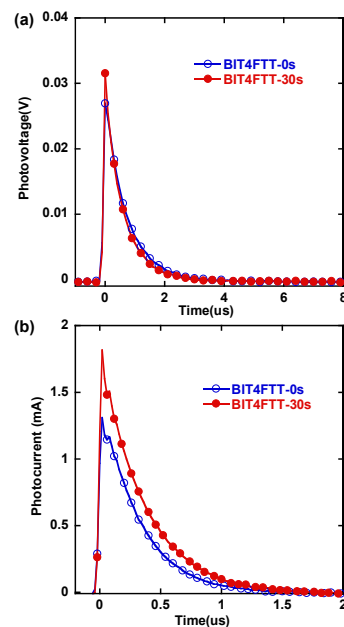 (a)
0.04
0.03
0.02
0.01
0
Photovoltage(V)
BIT4FTT-0s
BIT4FTT-30s
0 2 4 6 8
Time(us)
(b)
2
1.5
1
0.5
0
Photocurrent (mA)
BIT4FTT-0s
BIT4FTT-30s
0 0.5 1 1.5 2
Time(us)